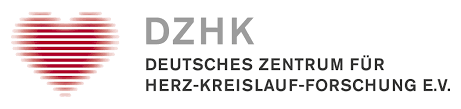 DZHK
DEUTSCHES ZENTRUM FÜR
HERZ-KREISLAUF-FORSCHUNG E.V.